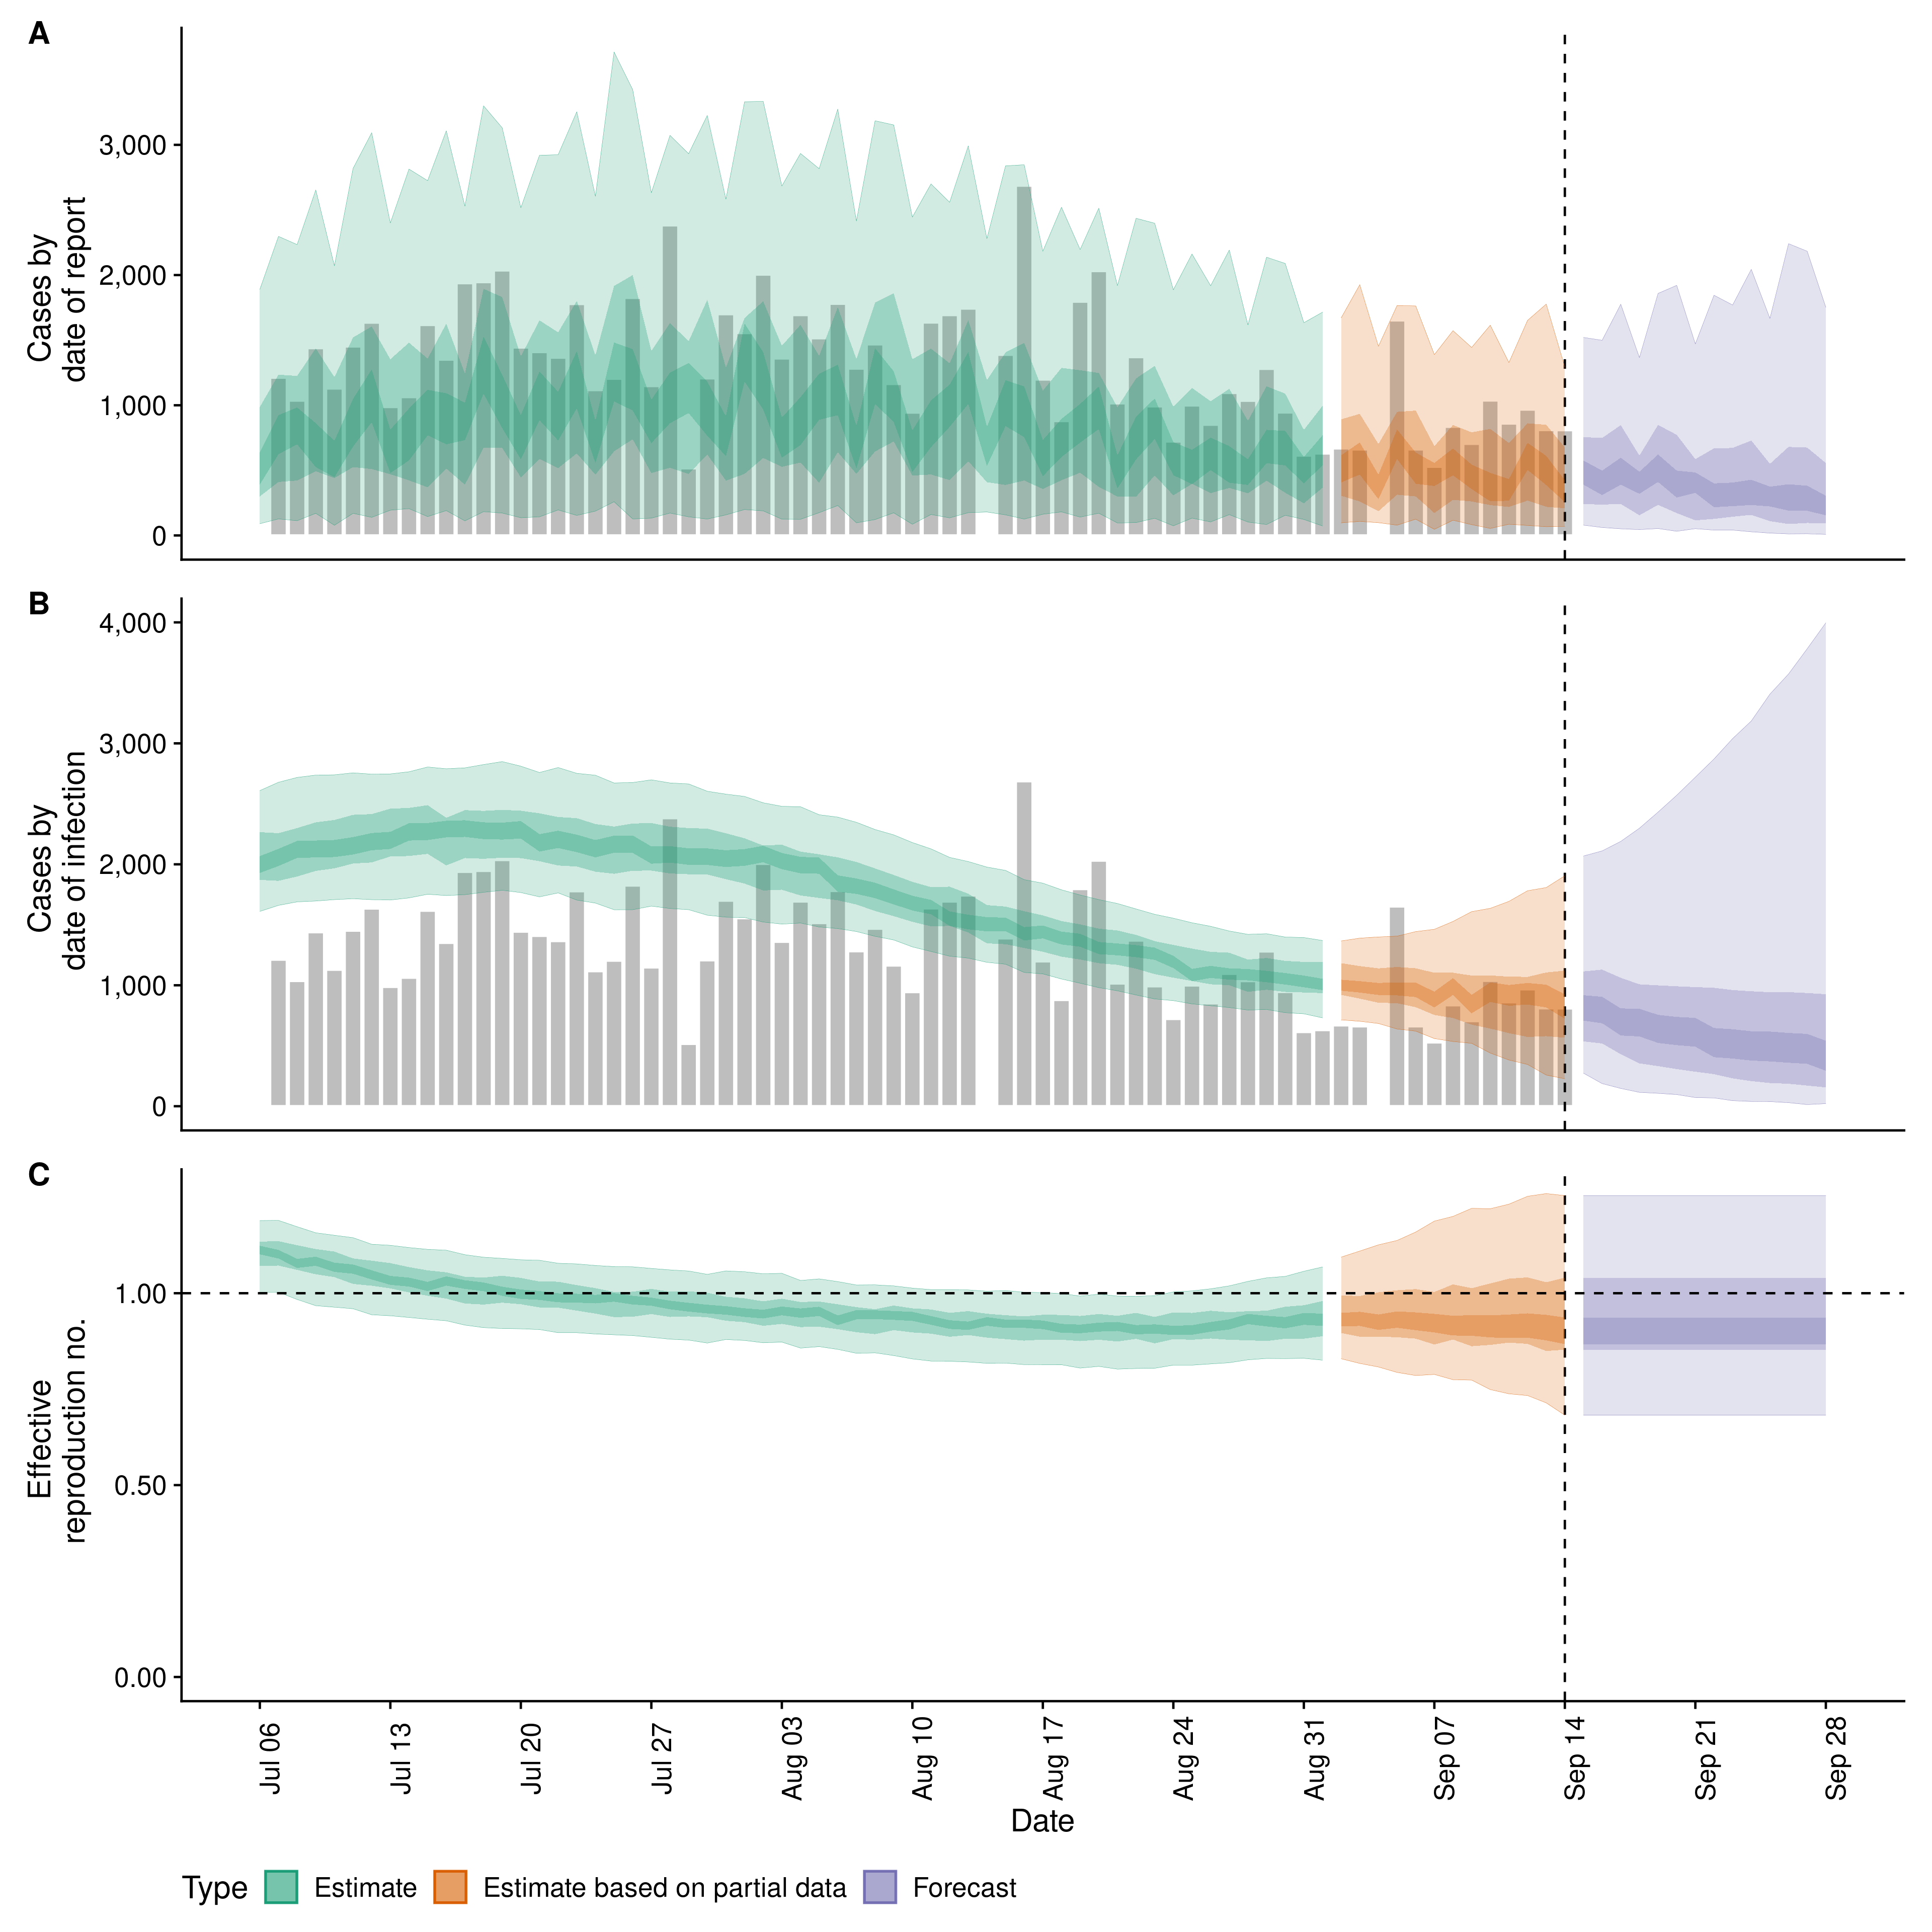 A
Cases by
date of report
3,000
2,000
1,000
0
B
Cases by
date of infection
4,000
3,000
2,000
1,000
0
C
Effective
reproduction no.
1.00
0.50
0.00
Jul 06
Jul 13
Jul 20
Jul 27
Aug 03
Aug 10
Aug 17
Aug 24
Aug 31
Sep 07
Sep 14
Sep 21
Sep 28
Date
Type Estimate Estimate based on partial data Forecast